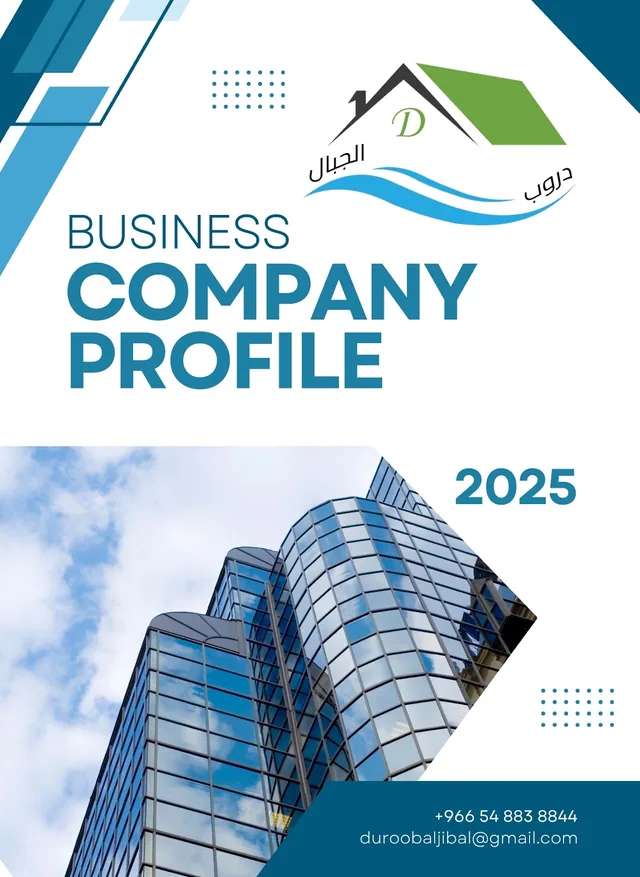 D
دروب
الجبال
BUSINESS
COMPANY
PROFILE
2025
+966 54 883 8844
duroobaljibal@gmail.com